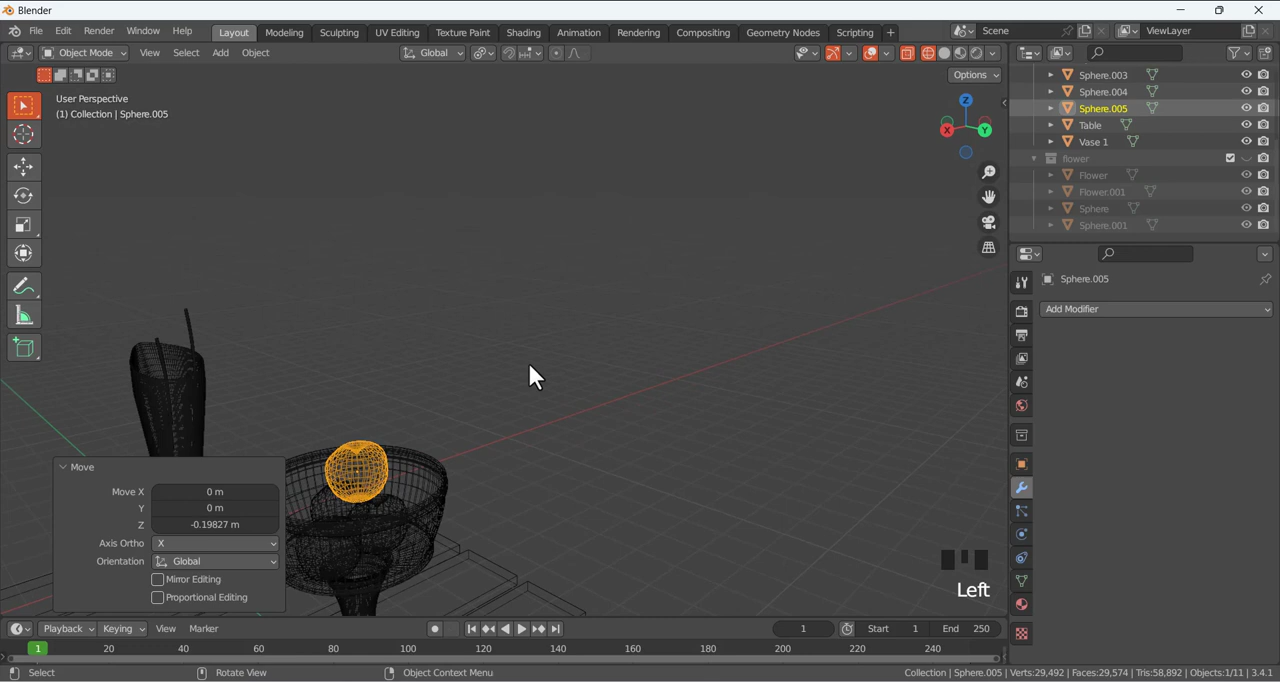 Blender
File Edit Render Window Help Layout Modeling Sculpting UV Editing Texture Paint Shading Animation Rendering Compositing Geometry Nodes Scripting + Scene ViewLayer
Object Mode View Select Add Object Global
Options
User Perspective
(1) Collection | Sphere.005
Z
X
Y
Sphere.003
Sphere.004
Sphere.005
Table
Vase 1
flower
Flower
Flower.001
Sphere
Sphere.001
Sphere.005
Add Modifier
Move
Move X 0 m
Y 0 m
Z -0.19827 m
Axis Ortho X
Orientation Global
Mirror Editing
Proportional Editing
Left
Playback Keying View Marker 1 Start 1 End 250
1 20 40 60 80 100 120 140 160 180 200 220 240
Select Rotate View Object Context Menu Collection | Sphere.005 | Verts:29,492 | Faces:29,574 | Tris:58,892 | Objects:1/11 | 3.4.1